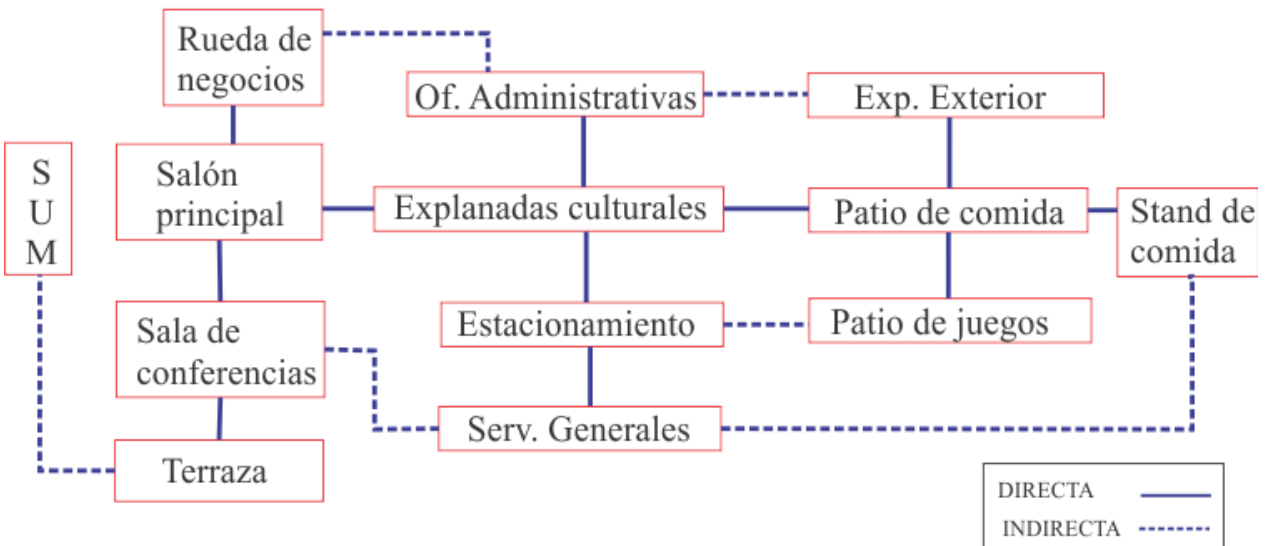 Rueda de
negocios
Of. Administrativas
Exp. Exterior
S
U
M
Salón
principal
Explanadas culturales
Patio de comida
Stand de
comida
Sala de
conferencias
Estacionamiento
Patio de juegos
Serv. Generales
Terraza
DIRECTA
INDIRECTA